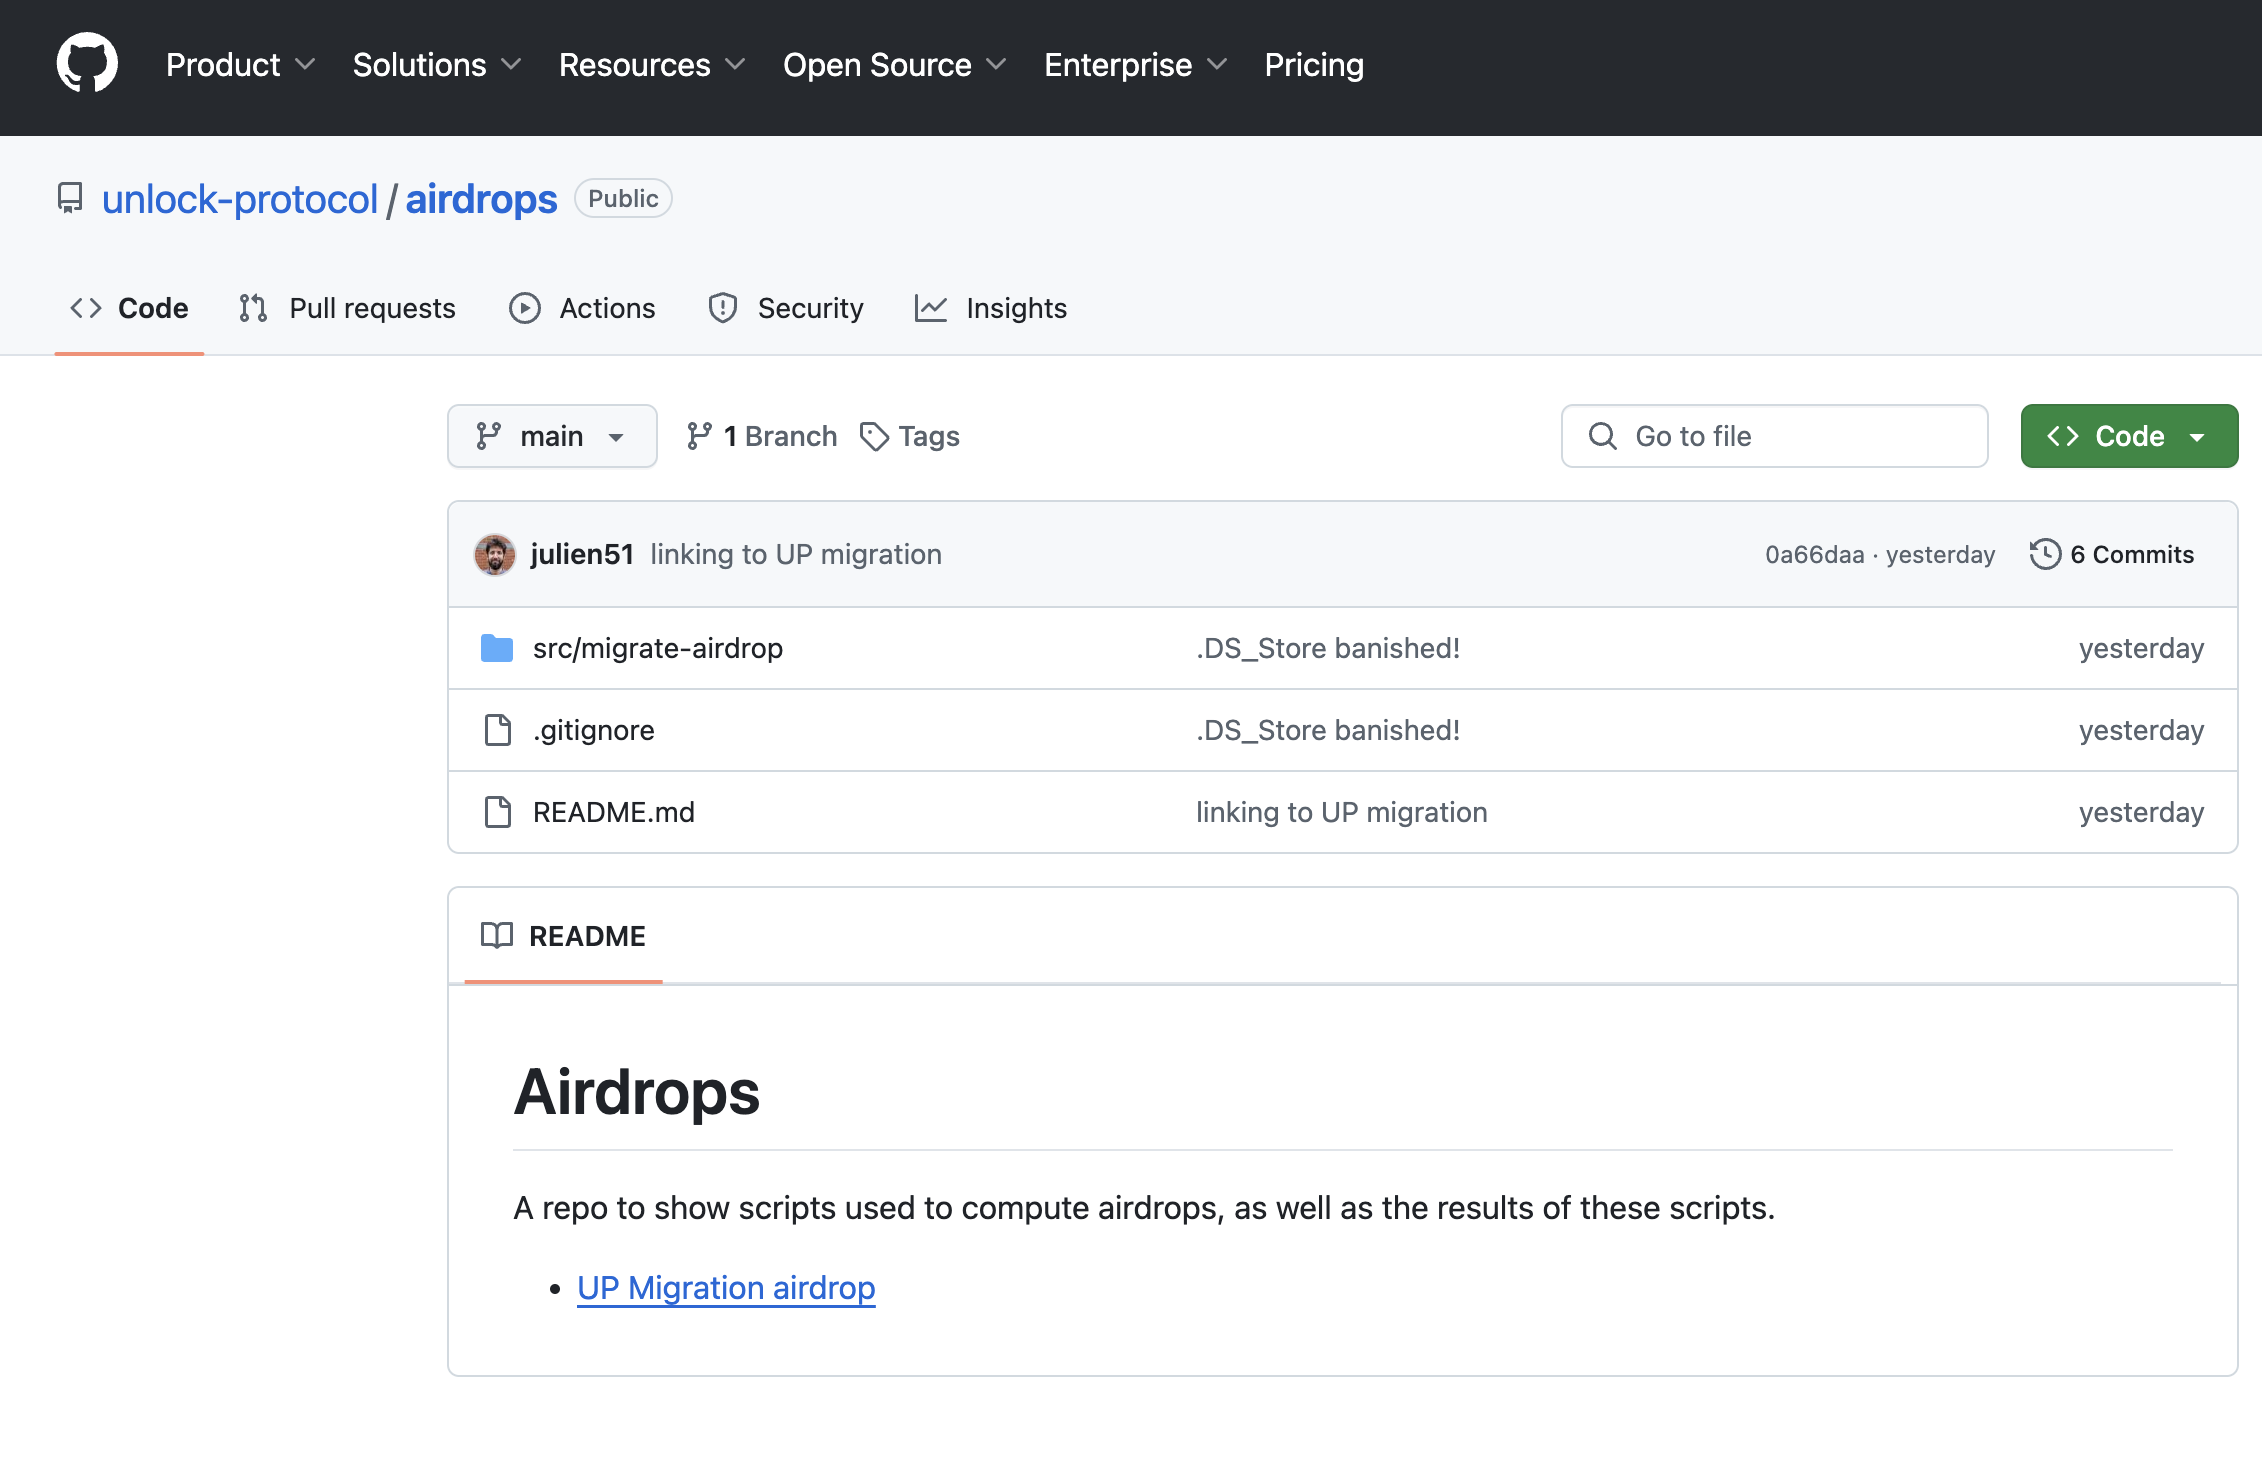 Product Solutions Resources Open Source Enterprise Pricing
unlock-protocol / airdrops Public
Code Pull requests Actions Security Insights
main 1 Branch Tags Go to file Code
julien51 linking to UP migration 0a66daa · yesterday 6 Commits
src/migrate-airdrop .DS_Store banished! yesterday
.gitignore .DS_Store banished! yesterday
README.md linking to UP migration yesterday
README
Airdrops
A repo to show scripts used to compute airdrops, as well as the results of these scripts.
• UP Migration airdrop